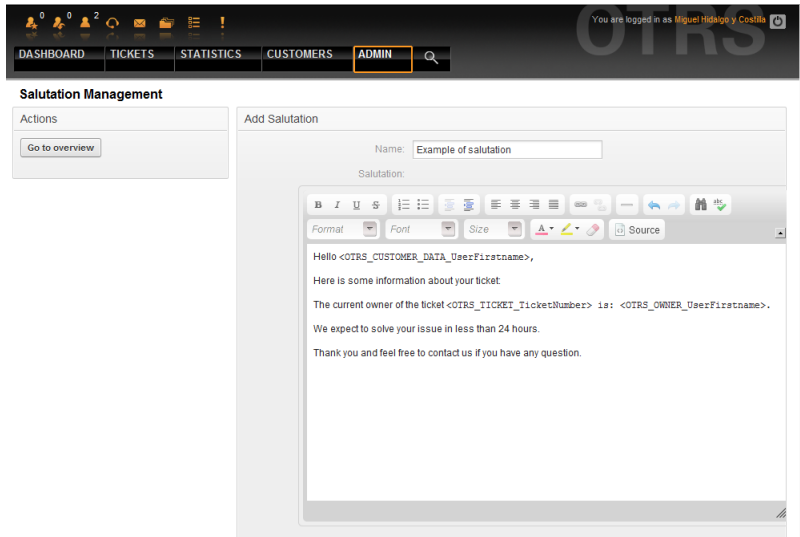 0 0 2
You are logged in as Miguel Hidalgo y Costilla
OTRS
DASHBOARD TICKETS STATISTICS CUSTOMERS ADMIN
Salutation Management
Actions
Go to overview
Add Salutation
Name: Example of salutation
Salutation:
B I U S
abc
Format Font Size A Source
Hello <OTRS_CUSTOMER_DATA_UserFirstname>,
Here is some information about your ticket:
The current owner of the ticket <OTRS_TICKET_TicketNumber> is: <OTRS_OWNER_UserFirstname>.
We expect to solve your issue in less than 24 hours.
Thank you and feel free to contact us if you have any question.